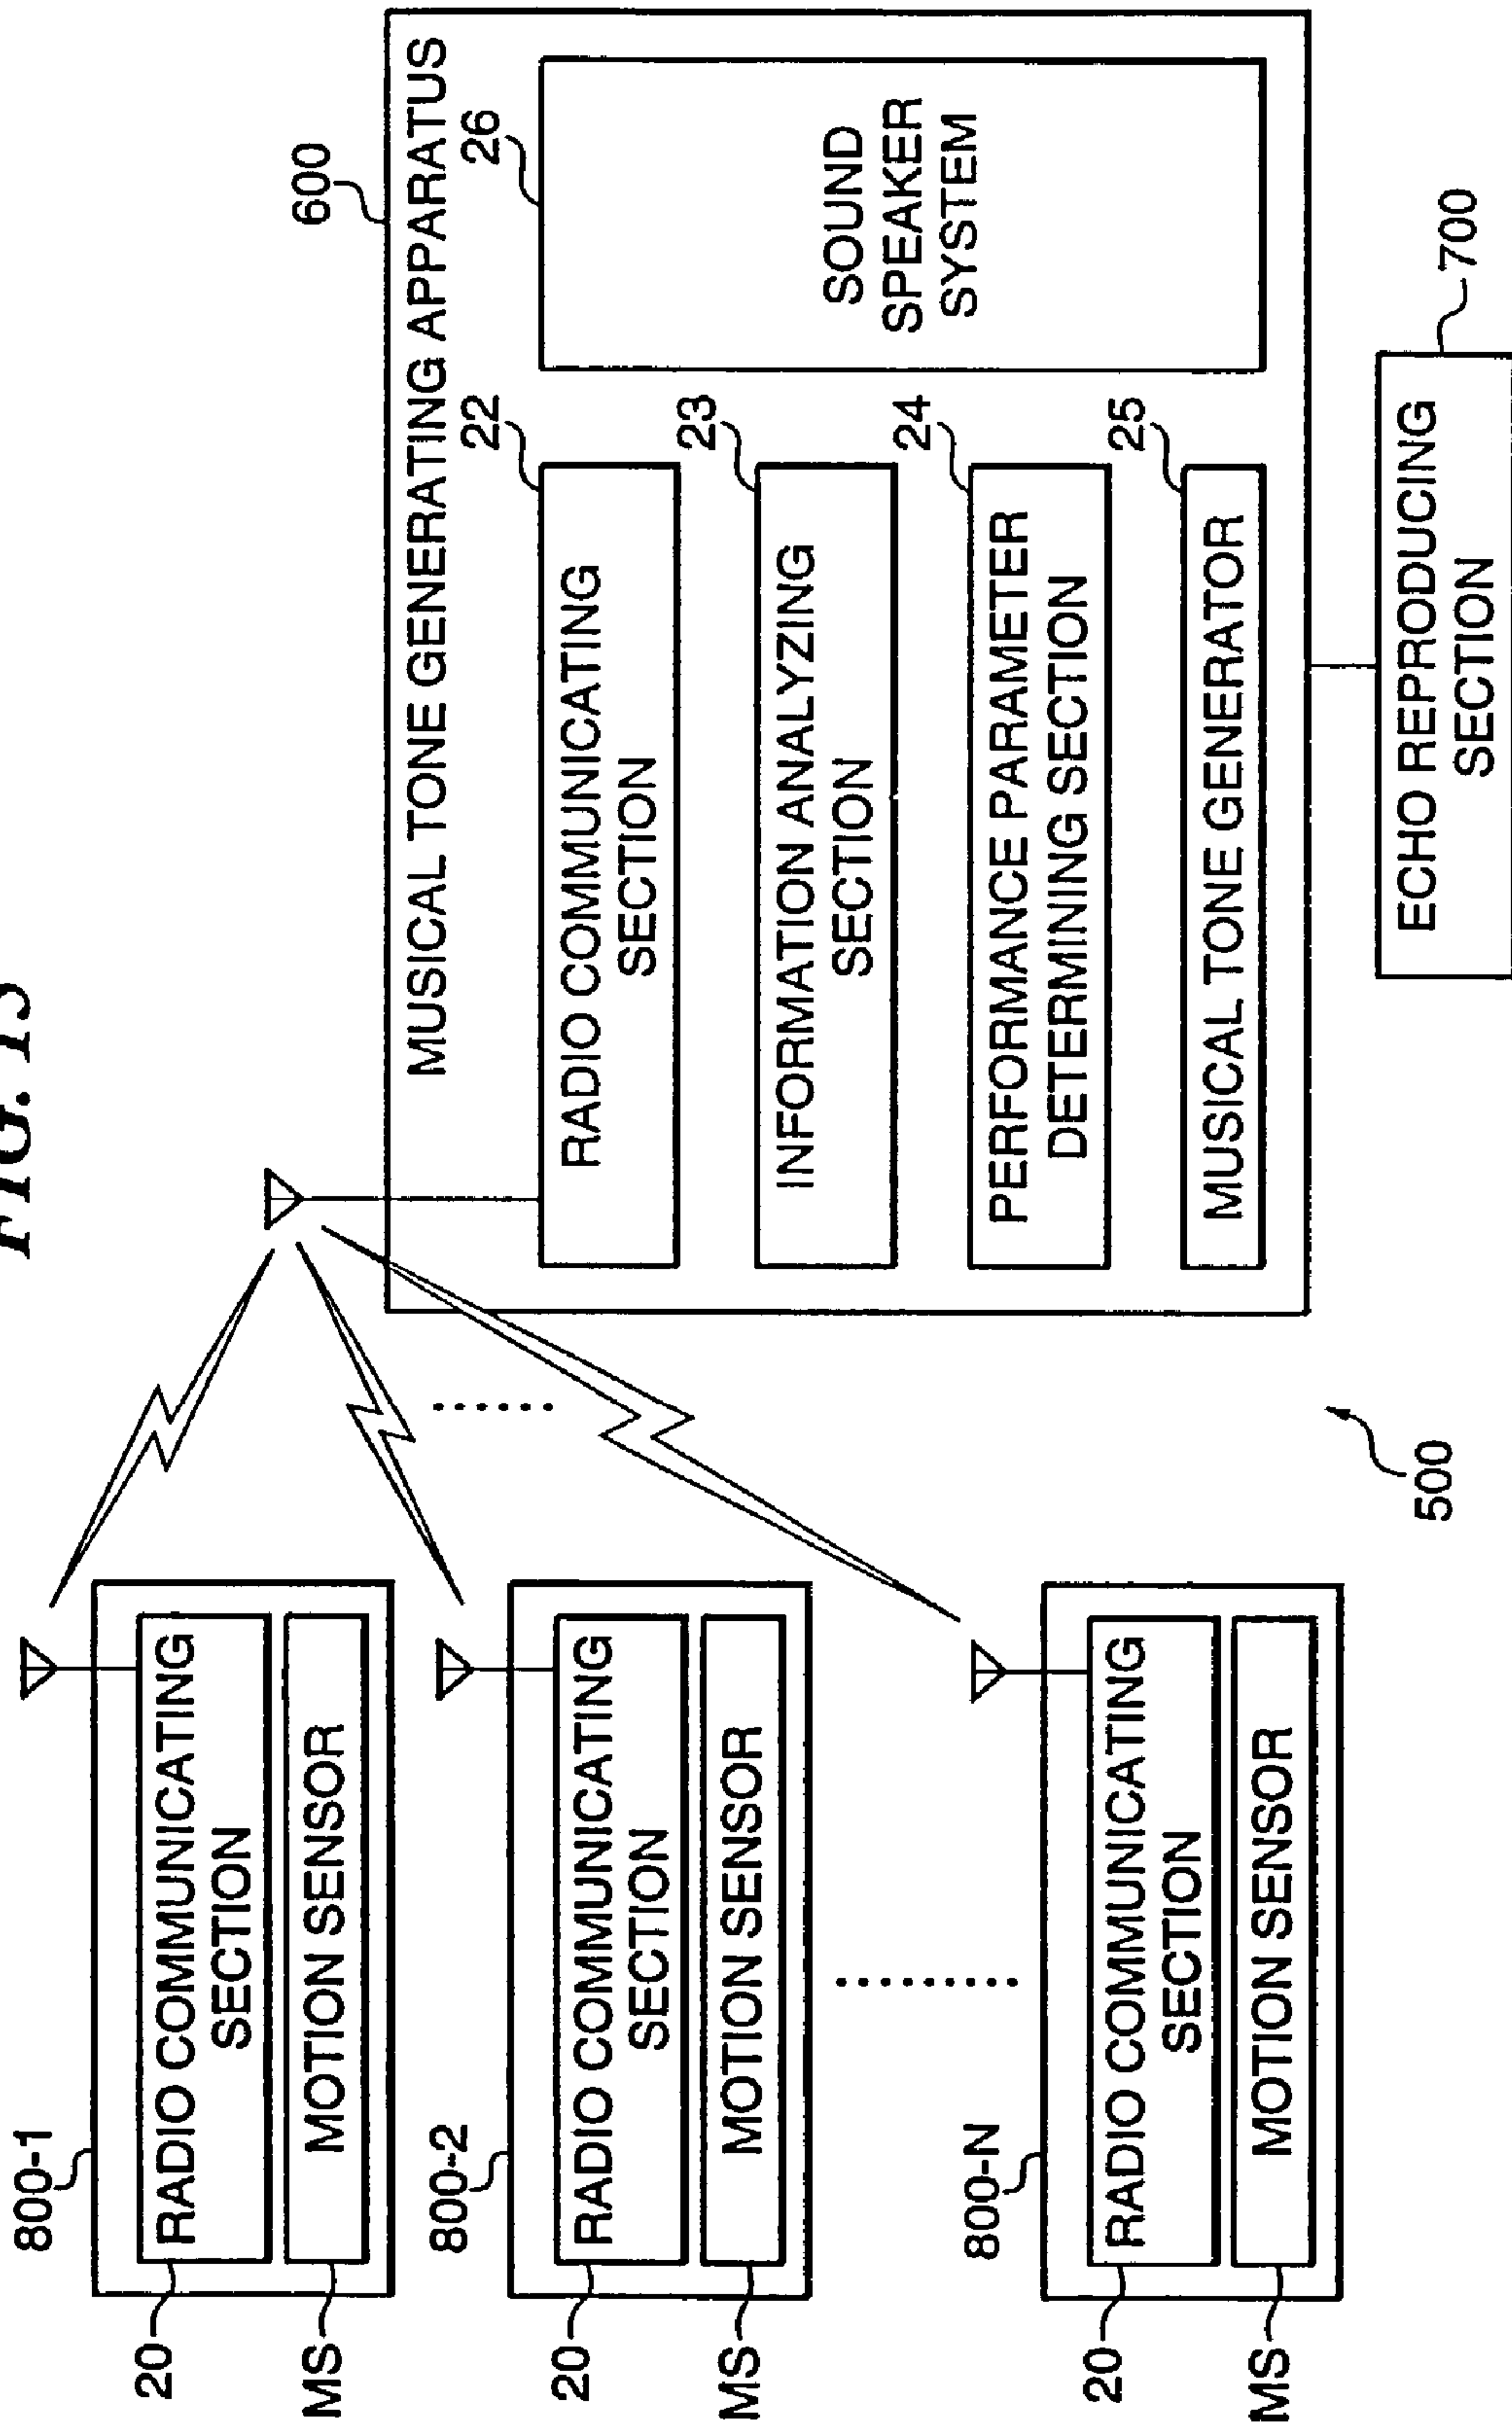 FIG. 13
800-1
RADIO COMMUNICATING
SECTION
MOTION SENSOR
20
MS
800-2
RADIO COMMUNICATING
SECTION
MOTION SENSOR
20
MS
800-N
RADIO COMMUNICATING
SECTION
MOTION SENSOR
20
MS
500
600
MUSICAL TONE GENERATING APPARATUS
22
RADIO COMMUNICATING
SECTION
23
INFORMATION ANALYZING
SECTION
24
PERFORMANCE PARAMETER
DETERMINING SECTION
25
MUSICAL TONE GENERATOR
26
SOUND
SPEAKER
SYSTEM
ECHO REPRODUCING
SECTION
700